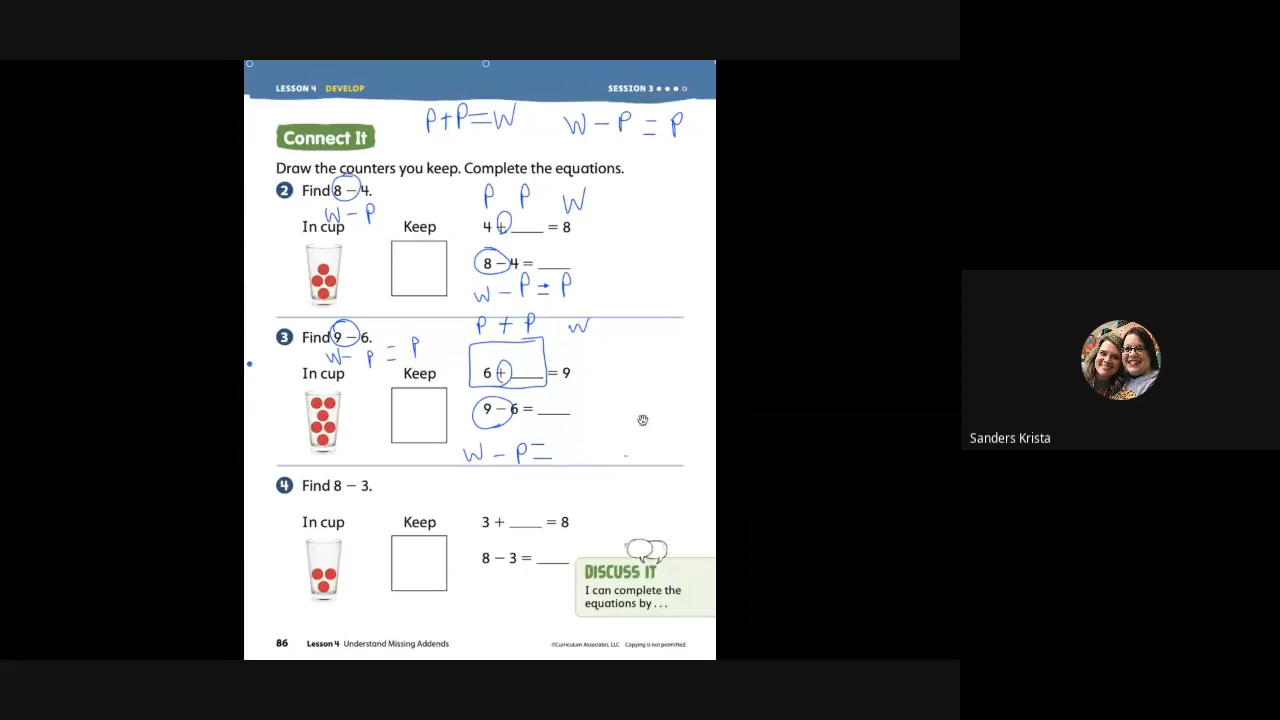 LESSON 4 DEVELOP SESSION 3
P+P=W W-P=P
Connect It
Draw the counters you keep. Complete the equations.
2 Find 8 − 4.
W-P
P P W
In cup Keep 4 + ____ = 8
8 − 4 = ____
W-P=P
3 Find 9 − 6.
W-P=P
P+P W
In cup Keep 6 + ____ = 9
9 − 6 = ____
W-P=
4 Find 8 − 3.
In cup Keep 3 + ____ = 8
8 − 3 = ____
DISCUSS IT
I can complete the
equations by . . .
86 Lesson 4 Understand Missing Addends ©Curriculum Associates, LLC Copying is not permitted.
Sanders Krista